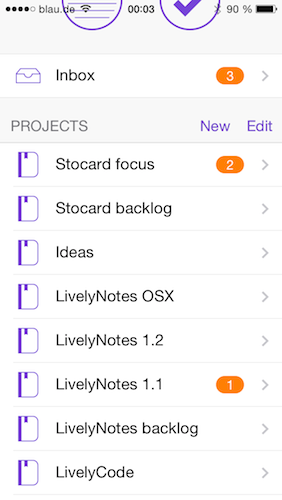 blau.de 00:03 90 %
Inbox 3
PROJECTS New Edit
Stocard focus 2
Stocard backlog
Ideas
LivelyNotes OSX
LivelyNotes 1.2
LivelyNotes 1.1 1
LivelyNotes backlog
LivelyCode